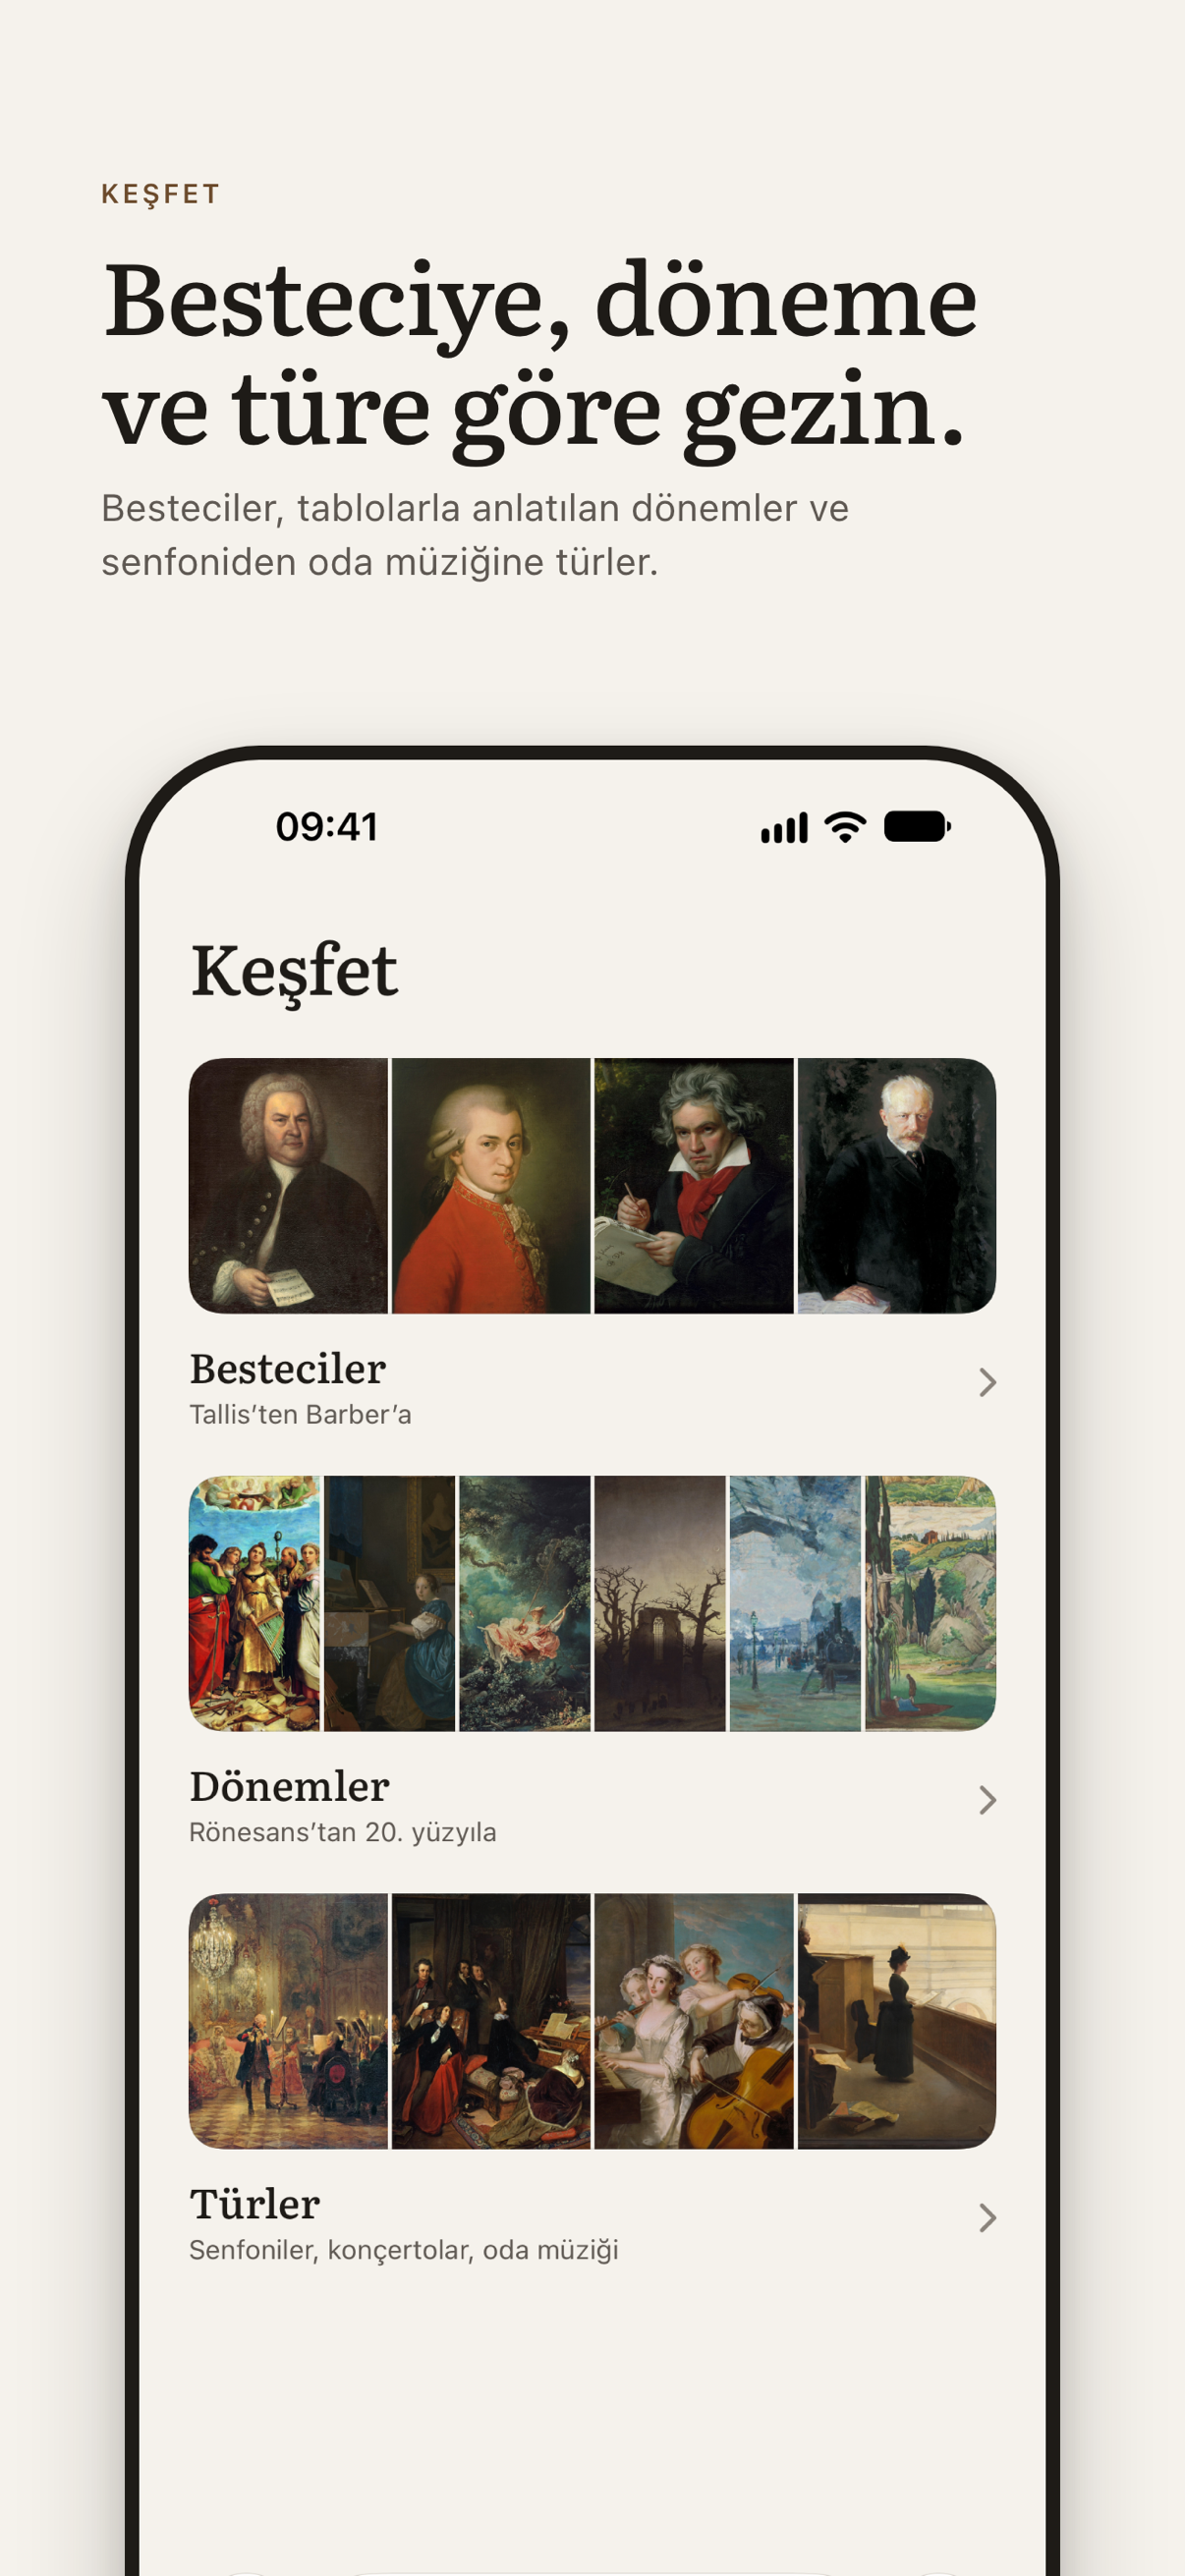 KEŞFET
Besteciye, döneme
ve türe göre gezin.
Besteciler, tablolarla anlatılan dönemler ve
senfoniden oda müziğine türler.
09:41
Keşfet
Besteciler
Tallis’ten Barber’a
Dönemler
Rönesans’tan 20. yüzyıla
Türler
Senfoniler, konçertolar, oda müziği